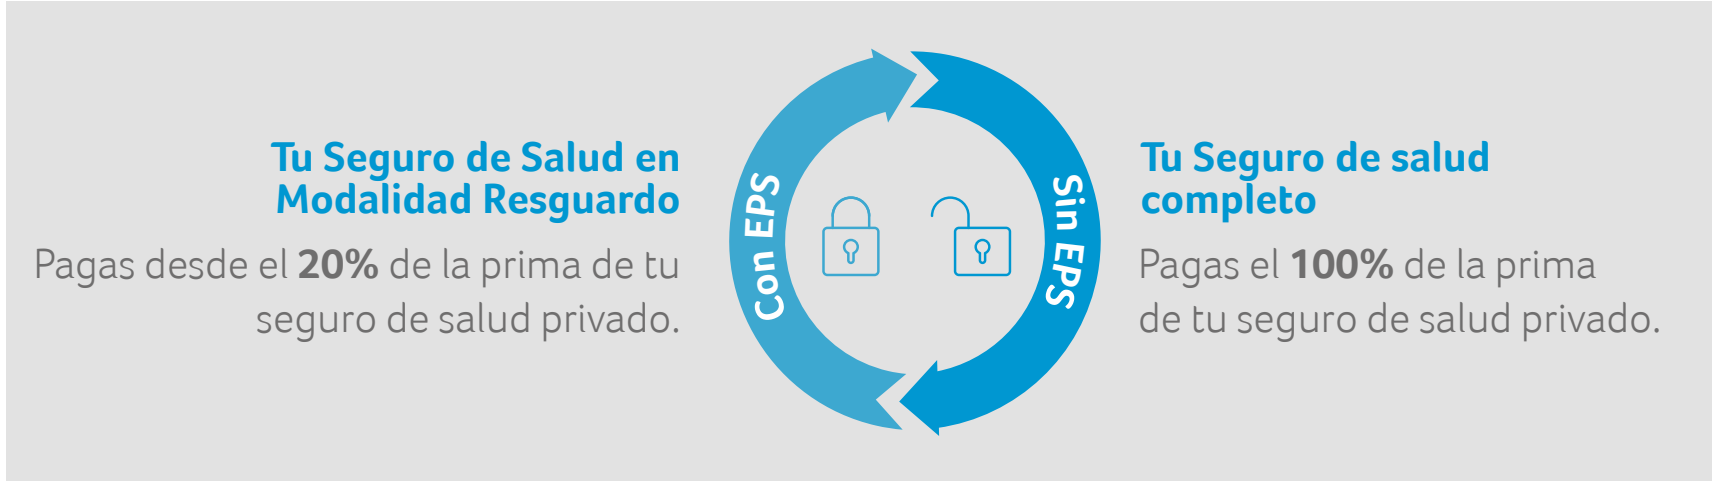 Tu Seguro de Salud en
Modalidad Resguardo
Pagas desde el 20% de la prima de tu
seguro de salud privado.
Con EPS
Sin EPS
Tu Seguro de salud
completo
Pagas el 100% de la prima
de tu seguro de salud privado.